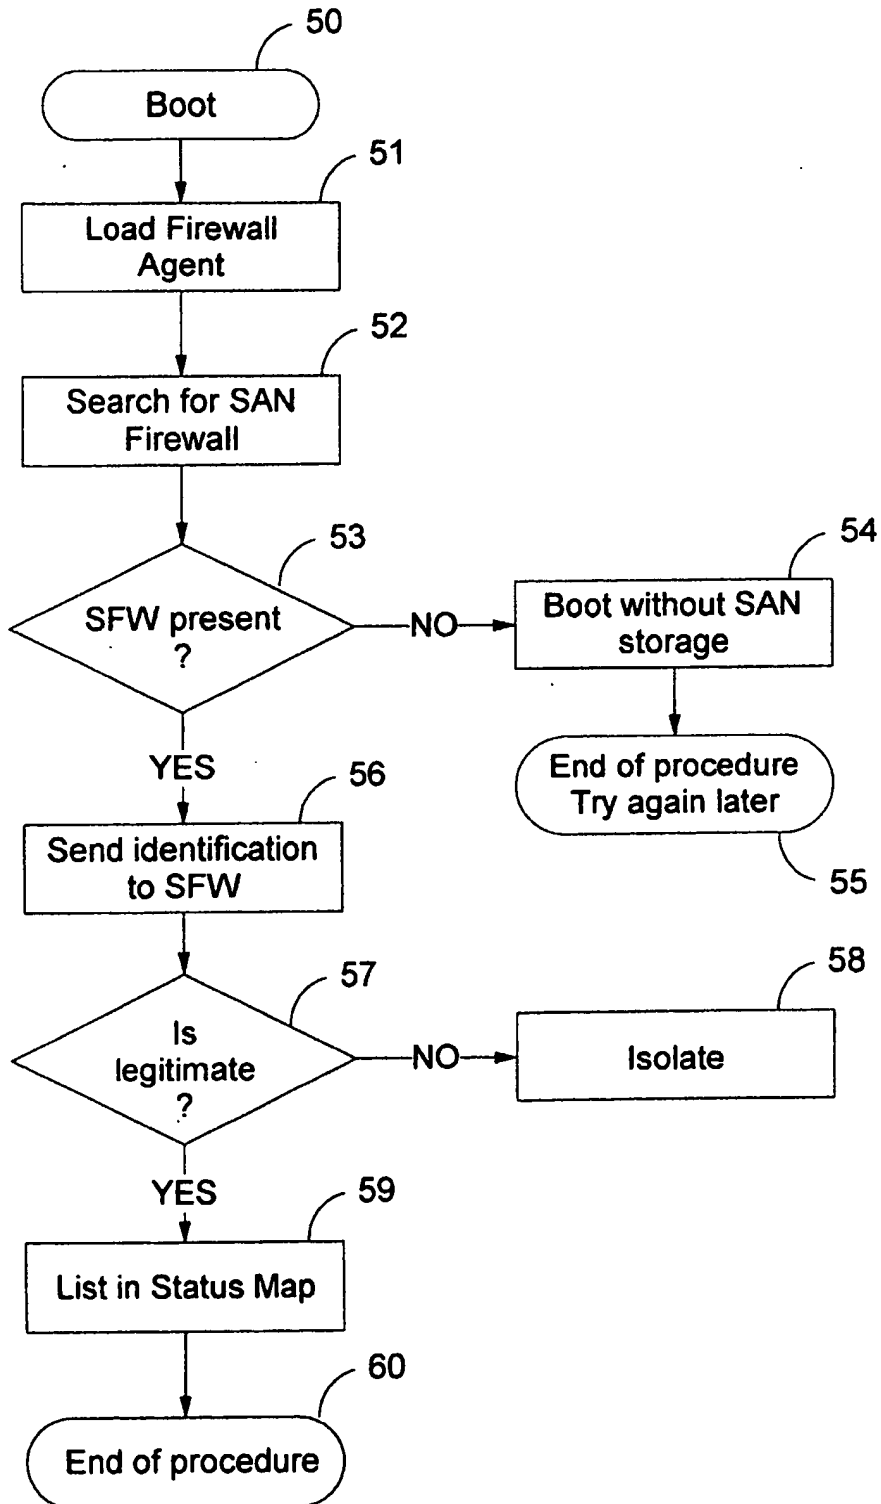 50
Boot
51
Load Firewall
Agent
52
Search for SAN
Firewall
53
SFW present
?
NO
54
Boot without SAN
storage
End of procedure
Try again later
55
YES
56
Send identification
to SFW
57
Is
legitimate
?
NO
58
Isolate
YES
59
List in Status Map
60
End of procedure